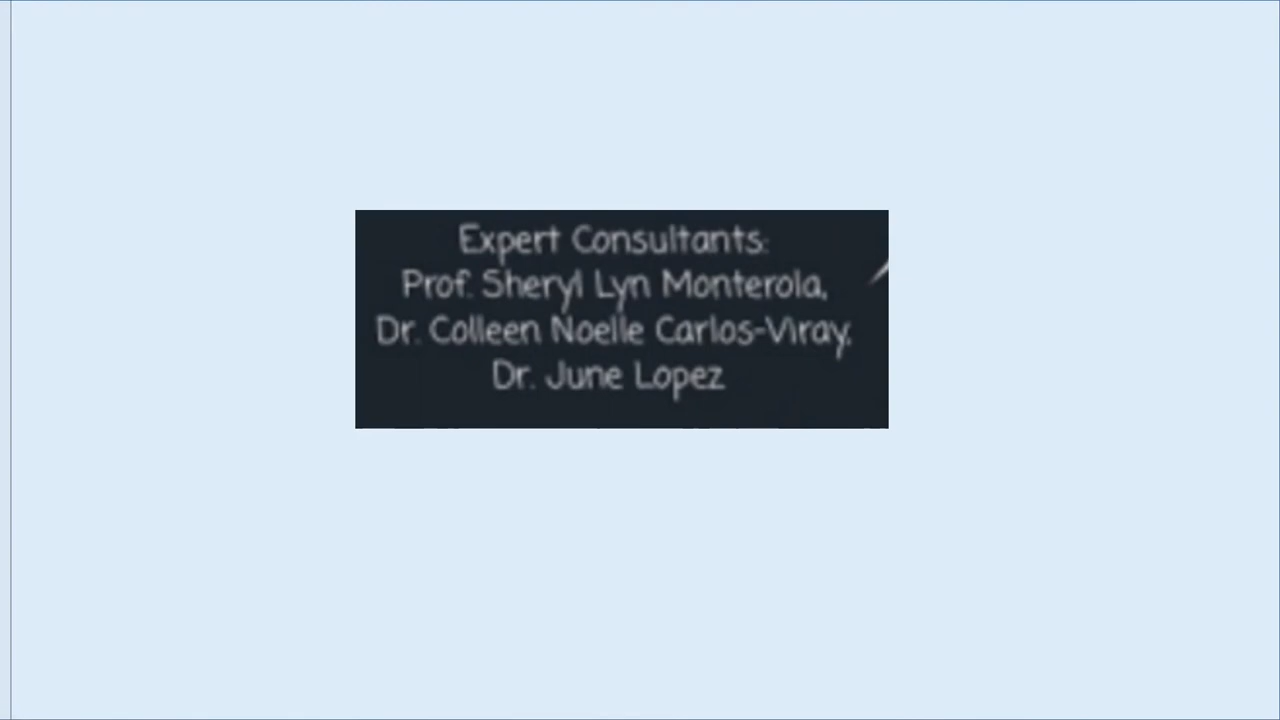 Expert Consultants:
Prof. Sheryl Lyn Monterola,
Dr. Colleen Noelle Carlos-Viray,
Dr. June Lopez